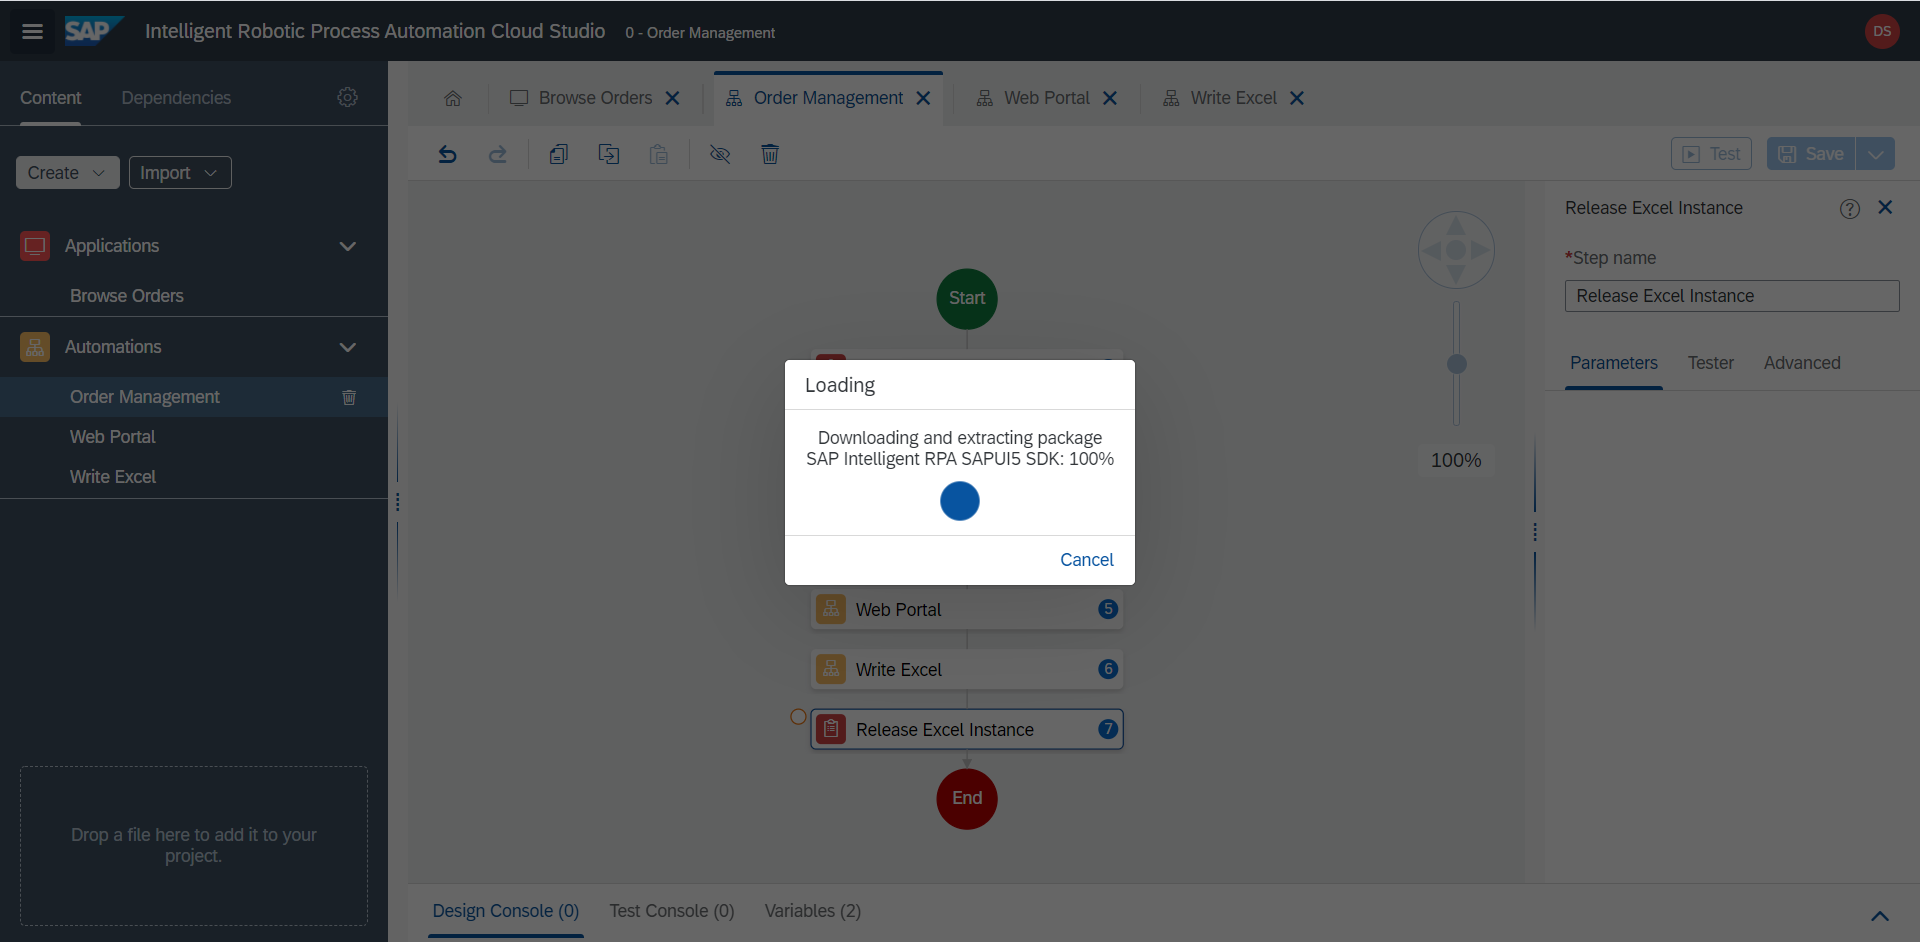 SAP Intelligent Robotic Process Automation Cloud Studio 0 - Order Management DS
Content Dependencies
Browse Orders Order Management Web Portal Write Excel
Create Import
Test Save
Applications
Browse Orders
Automations
Order Management
Web Portal
Write Excel
Drop a file here to add it to your
project.
Start
Loading
Downloading and extracting package
SAP Intelligent RPA SAPUI5 SDK: 100%
Cancel
Web Portal 5
Write Excel 6
Release Excel Instance 7
End
100%
Release Excel Instance ?
*Step name
Release Excel Instance
Parameters Tester Advanced
Design Console (0) Test Console (0) Variables (2)